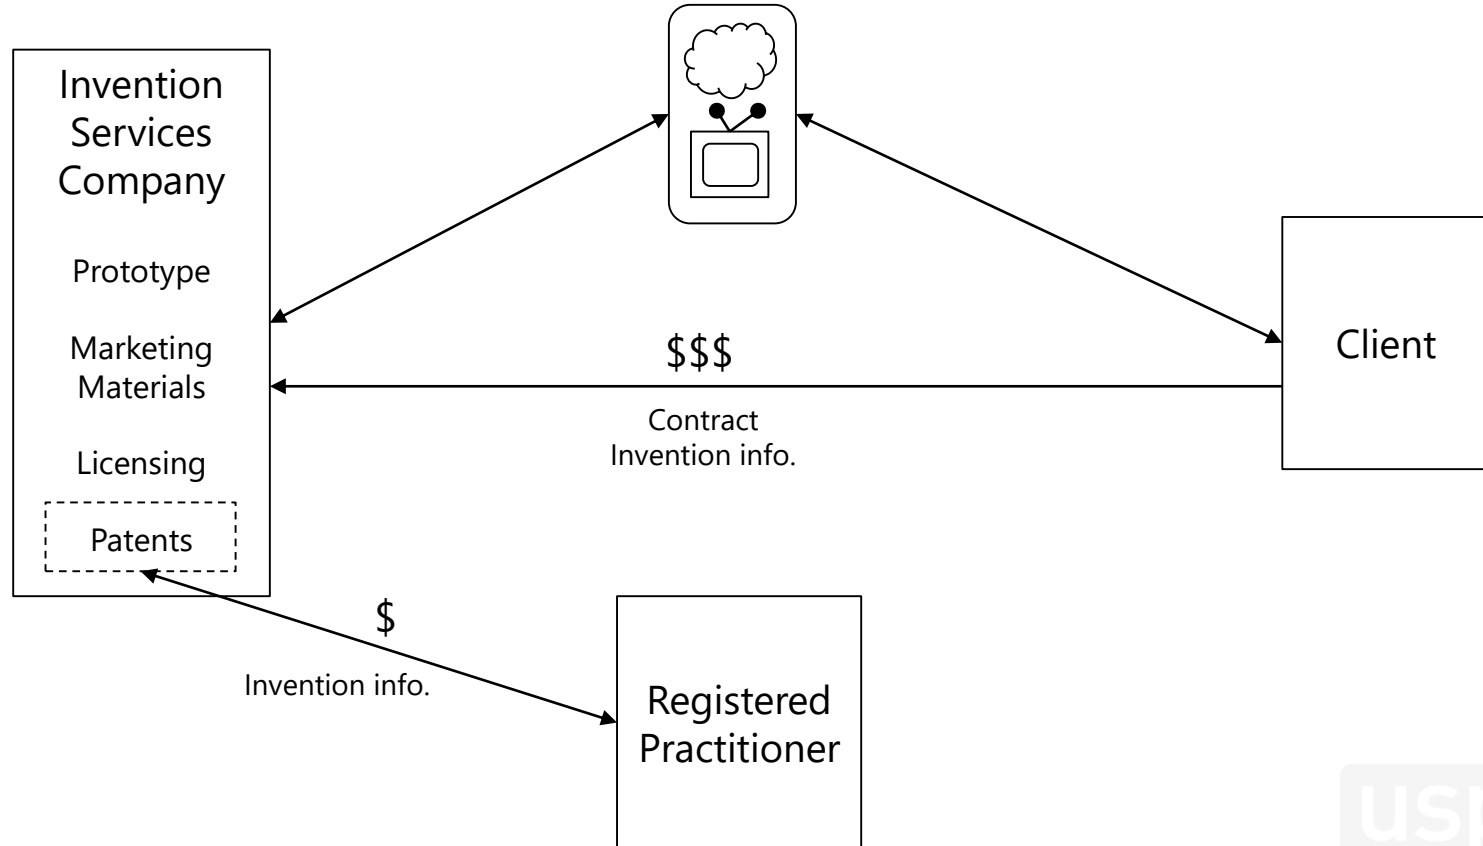 Invention
Services
Company
Prototype
Marketing
Materials
Licensing
Patents
$$$
Contract
Invention info.
Client
$
Invention info.
Registered
Practitioner